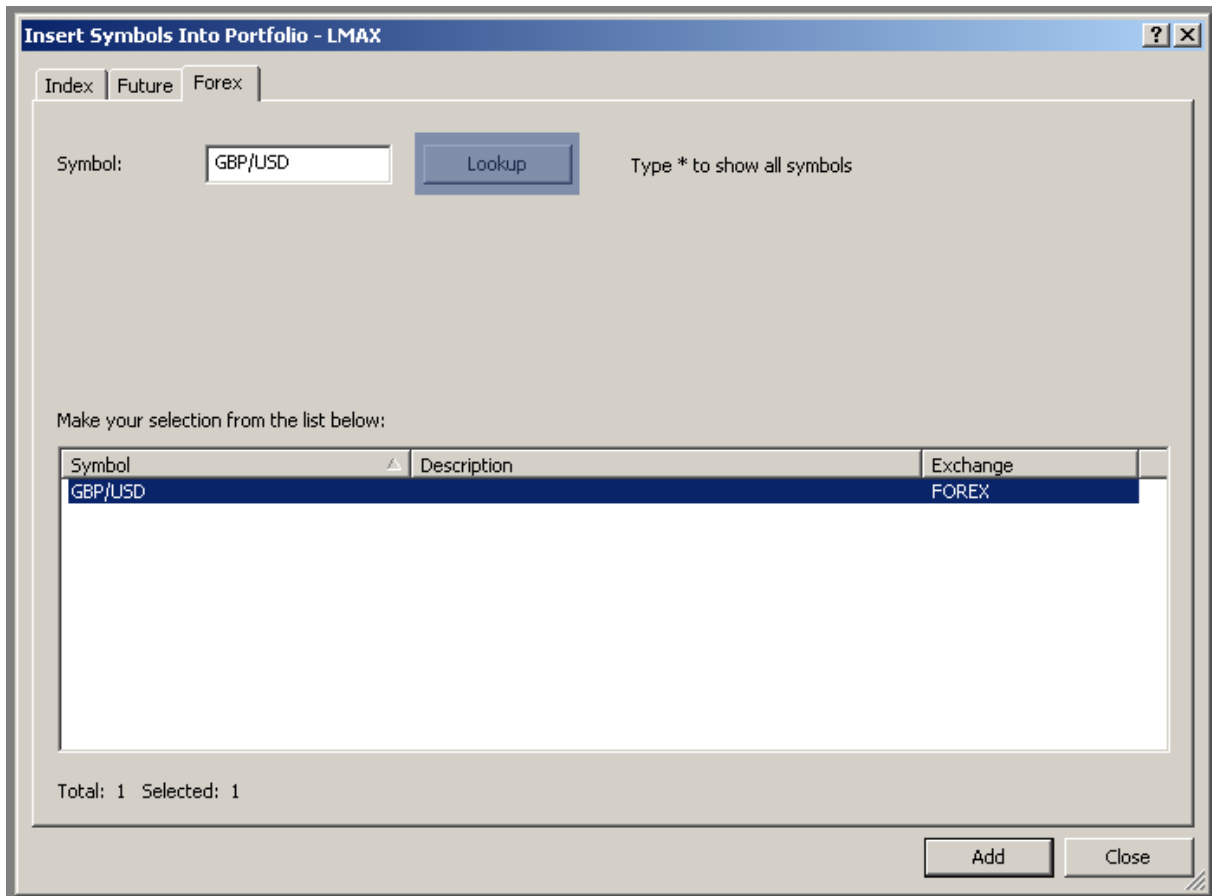 Insert Symbols Into Portfolio - LMAX
Index Future Forex
Symbol: GBP/USD Lookup Type * to show all symbols
Make your selection from the list below:
Symbol Description Exchange
GBP/USD FOREX
Total: 1 Selected: 1
Add Close